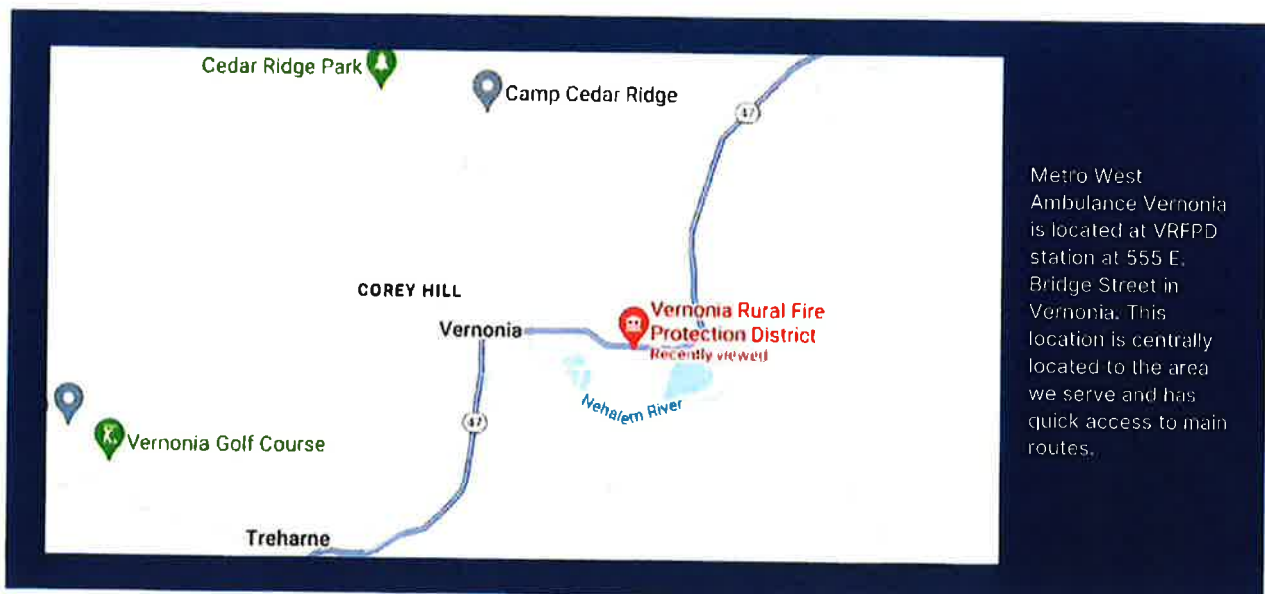 Cedar Ridge Park
Camp Cedar Ridge
47
COREY HILL
Vernonia
Vernonia Rural Fire
Protection District
Recently viewed
Nehalem River
47
Vernonia Golf Course
Treharne
Metro West
Ambulance Vernonia
is located at VRFPD
station at 555 E.
Bridge Street in
Vernonia. This
location is centrally
located to the area
we serve and has
quick access to main
routes.